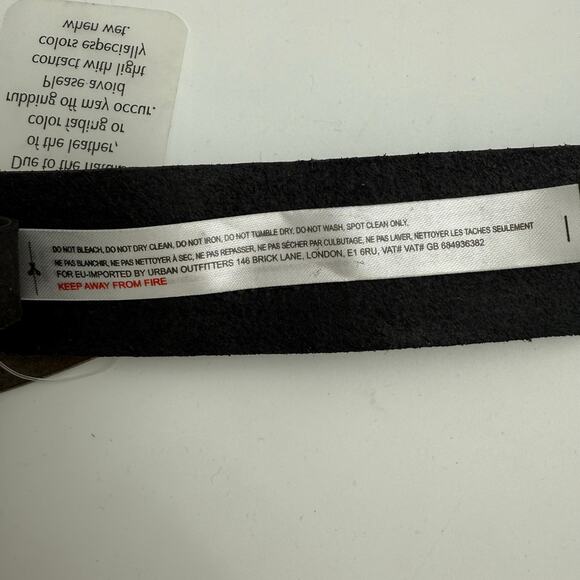 Due to the natural
of the leather,
color fading or
rubbing off may occur.
Please avoid
contact with light
colors especially
when wet.
DO NOT BLEACH, DO NOT DRY CLEAN, DO NOT IRON, DO NOT TUMBLE DRY, DO NOT WASH, SPOT CLEAN ONLY,
NE PAS BLANCHIR, NE PAS NETTOYER À SEC, NE PAS REPASSER, NE PAS SÉCHER PAR CULBUTAGE, NE PAS LAVER, NETTOYER LES TACHES SEULEMENT
FOR EU-IMPORTED BY URBAN OUTFITTERS 146 BRICK LANE, LONDON, E1 6RU, VAT# VAT# GB 684936382
KEEP AWAY FROM FIRE